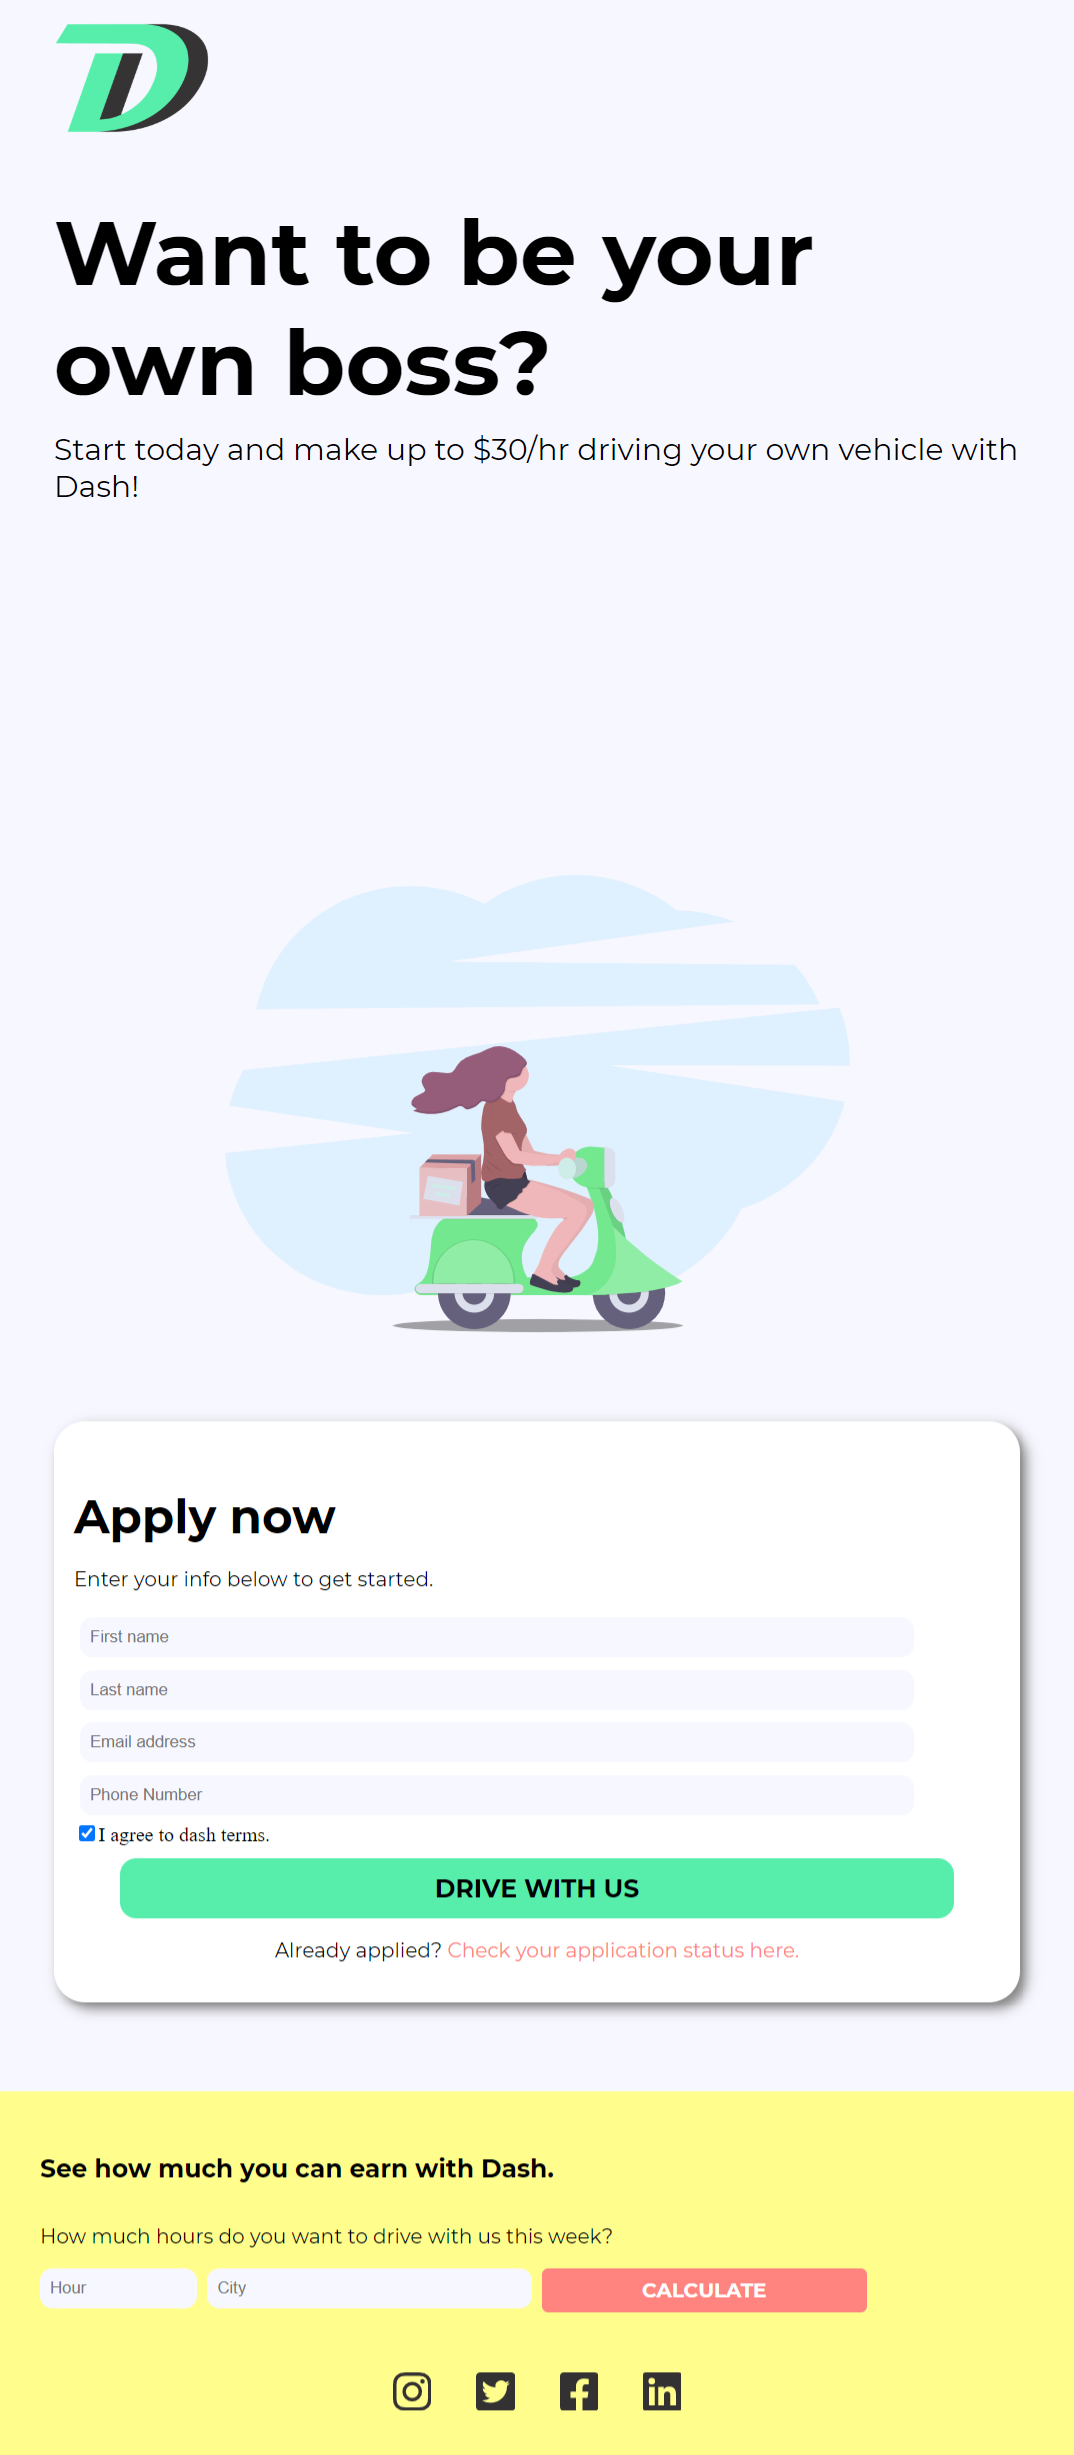 Want to be your
own boss?
Start today and make up to $30/hr driving your own vehicle with
Dash!
Apply now
Enter your info below to get started.
First name
Last name
Email address
Phone Number
I agree to dash terms.
DRIVE WITH US
Already applied? Check your application status here.
See how much you can earn with Dash.
How much hours do you want to drive with us this week?
Hour City CALCULATE